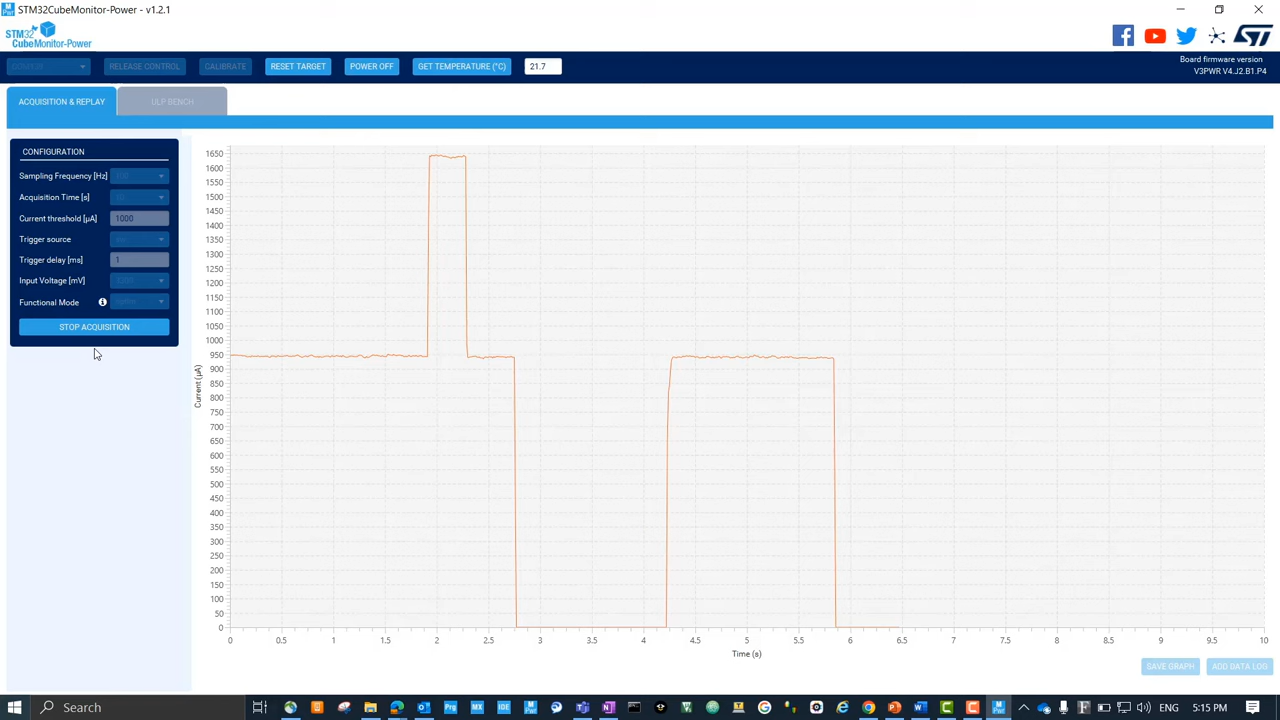 STM32CubeMonitor-Power - v1.2.1
STM32
CubeMonitor-Power
RELEASE CONTROL
CALIBRATE
RESET TARGET
POWER OFF
GET TEMPERATURE (°C)
21.7
Board firmware version
V3PWR V4.J2.B1.P4
ACQUISITION & REPLAY
ULP BENCH
CONFIGURATION
Sampling Frequency [Hz]
Acquisition Time [s]
Current threshold [µA]
1000
Trigger source
Trigger delay [ms]
1
Input Voltage [mV]
Functional Mode
STOP ACQUISITION
1650
1600
1550
1500
1450
1400
1350
1300
1250
1200
1150
1100
1050
1000
950
900
850
800
750
700
650
600
550
500
450
400
350
300
250
200
150
100
50
0
Current (µA)
0 0.5 1 1.5 2 2.5 3 3.5 4 4.5 5 5.5 6 6.5 7 7.5 8 8.5 9 9.5 10
Time (s)
SAVE GRAPH
ADD DATA LOG
Search
Prg
MX
IDE
5:15 PM